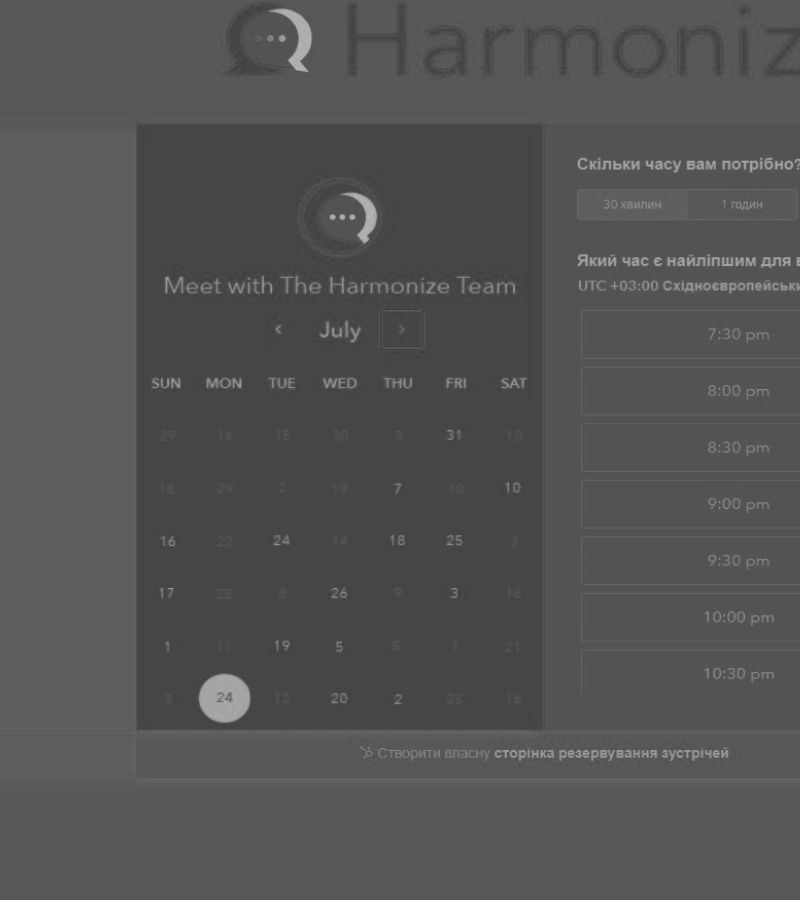 Harmoniz
Meet with The Harmonize Team
July
SUN MON TUE WED THU FRI SAT
29 16 15 30 3 31 10
18 29 2 19 7 10
16 22 24 14 18 25 3
17 28 8 26 9 3 16
1 11 19 5 5 1 21
3 24 12 20 2 25 16
Скільки часу вам потрібно?
30 хвилин 1 годин
Який час є найліпшим для в
UTC +03:00 Східноєвропейськи
7:30 pm
8:00 pm
8:30 pm
9:00 pm
9:30 pm
10:00 pm
10:30 pm
Створити власну сторінка резервування зустрічей